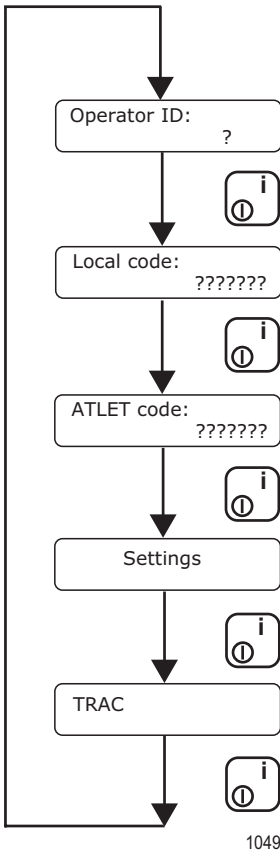 Operator ID:
?
i
Local code:
???????
i
ATLET code:
???????
i
Settings
i
TRAC
i
1049